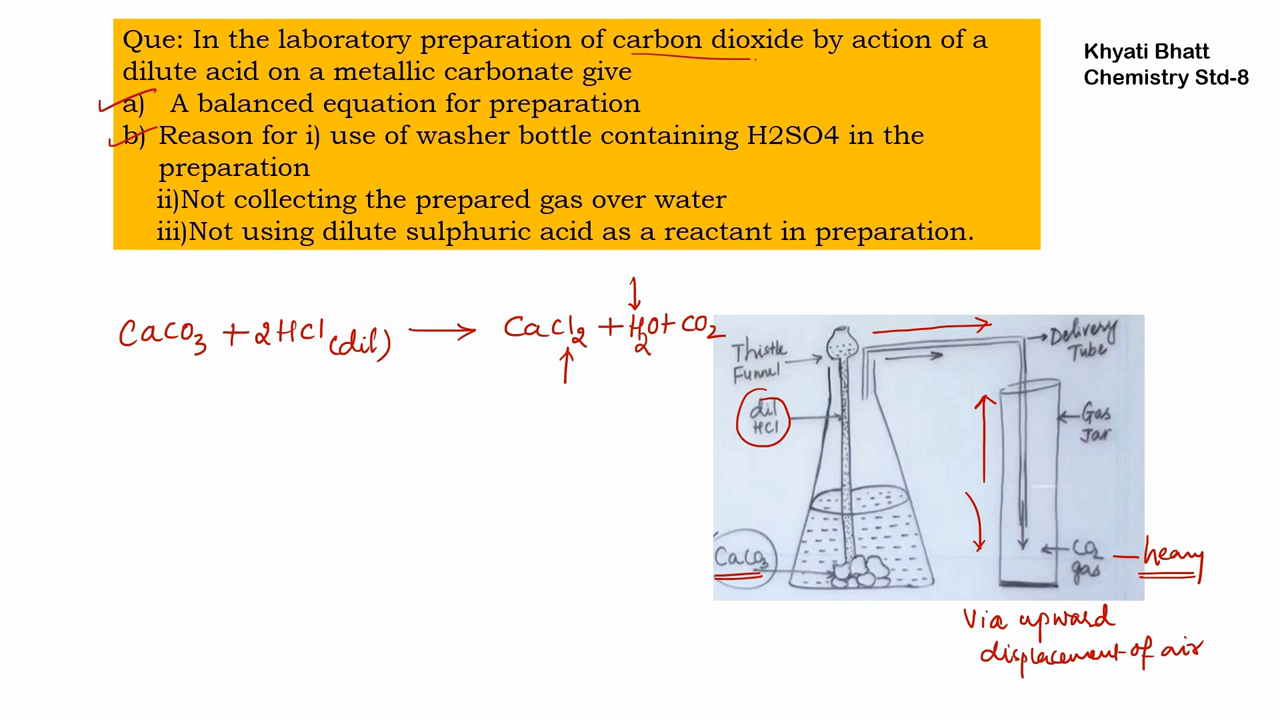 Que: In the laboratory preparation of carbon dioxide by action of a
dilute acid on a metallic carbonate give
a) A balanced equation for preparation
b) Reason for i) use of washer bottle containing H2SO4 in the
preparation
ii)Not collecting the prepared gas over water
iii)Not using dilute sulphuric acid as a reactant in preparation.
Khyati Bhatt
Chemistry Std-8
CaCO3 + 2HCl(dil) → CaCl2 + H2O + CO2
Thistle
Funnel
Delivery
Tube
dil
HCl
Gas
Jar
CaCO3
CO2
gas
— heavy
Via upward
displacement of air